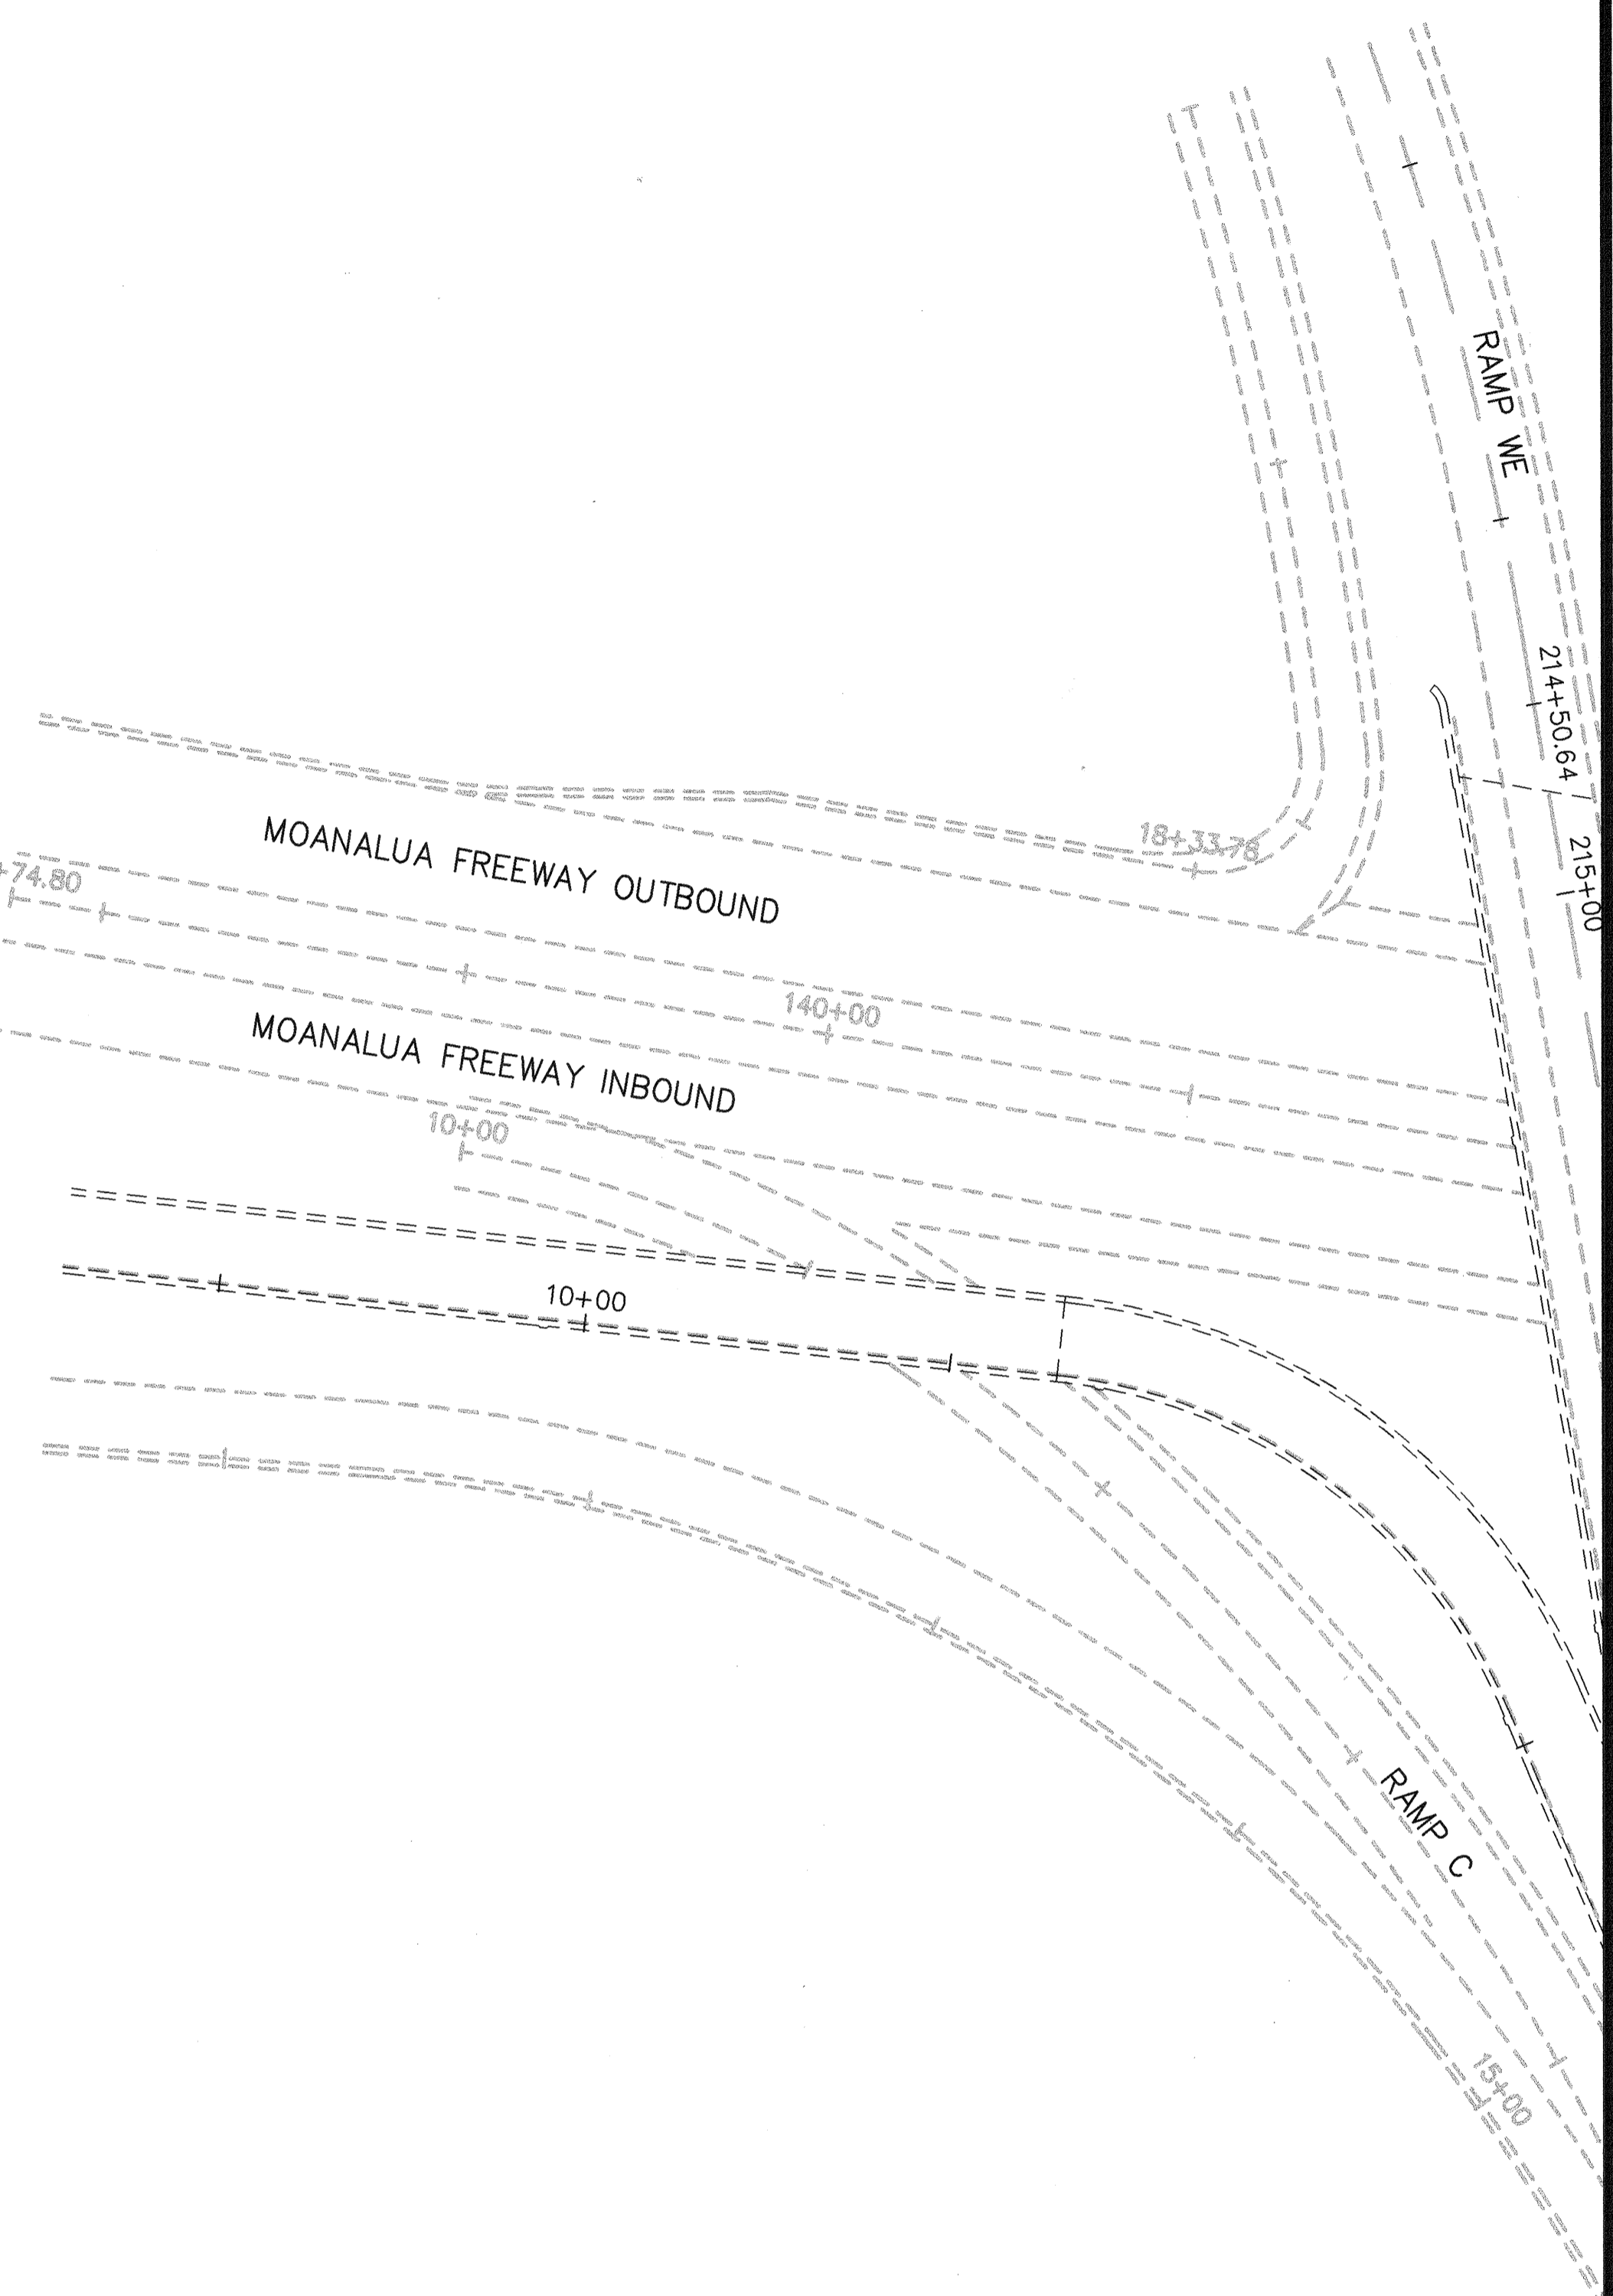 RAMP WE
214+50.64
215+00
18+33.78
MOANALUA FREEWAY OUTBOUND
+74.80
140+00
MOANALUA FREEWAY INBOUND
10+00
10+00
RAMP C
15+00